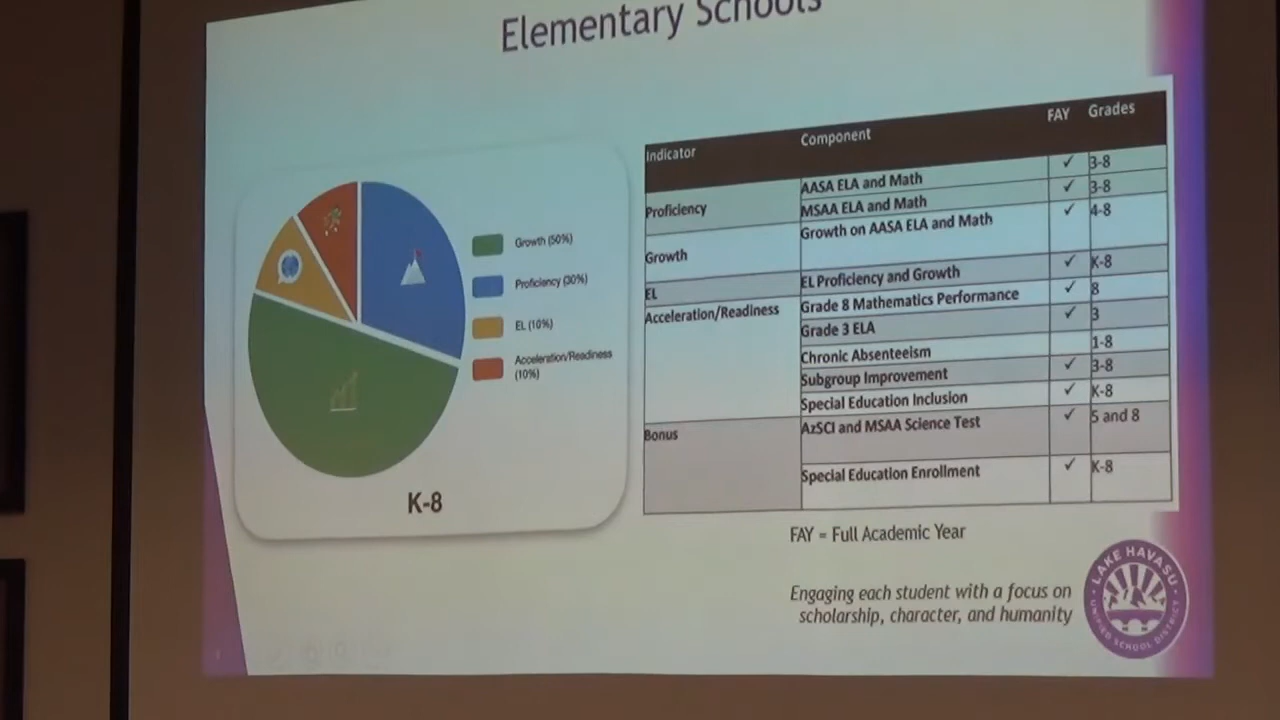 Elementary Schools
Growth (50%)
Proficiency (30%)
EL (10%)
Acceleration/Readiness
(10%)
K-8
Indicator Component FAY Grades
Proficiency AASA ELA and Math ✓ 3-8
MSAA ELA and Math ✓ 3-8
Growth Growth on AASA ELA and Math ✓ 4-8
EL EL Proficiency and Growth ✓ K-8
Acceleration/Readiness Grade 8 Mathematics Performance ✓ 8
Grade 3 ELA ✓ 3
Chronic Absenteeism 1-8
Subgroup Improvement ✓ 3-8
Special Education Inclusion ✓ K-8
Bonus AzSCI and MSAA Science Test ✓ 5 and 8
Special Education Enrollment ✓ K-8
FAY = Full Academic Year
Engaging each student with a focus on
scholarship, character, and humanity
LAKE HAVASU
UNIFIED SCHOOL DISTRICT